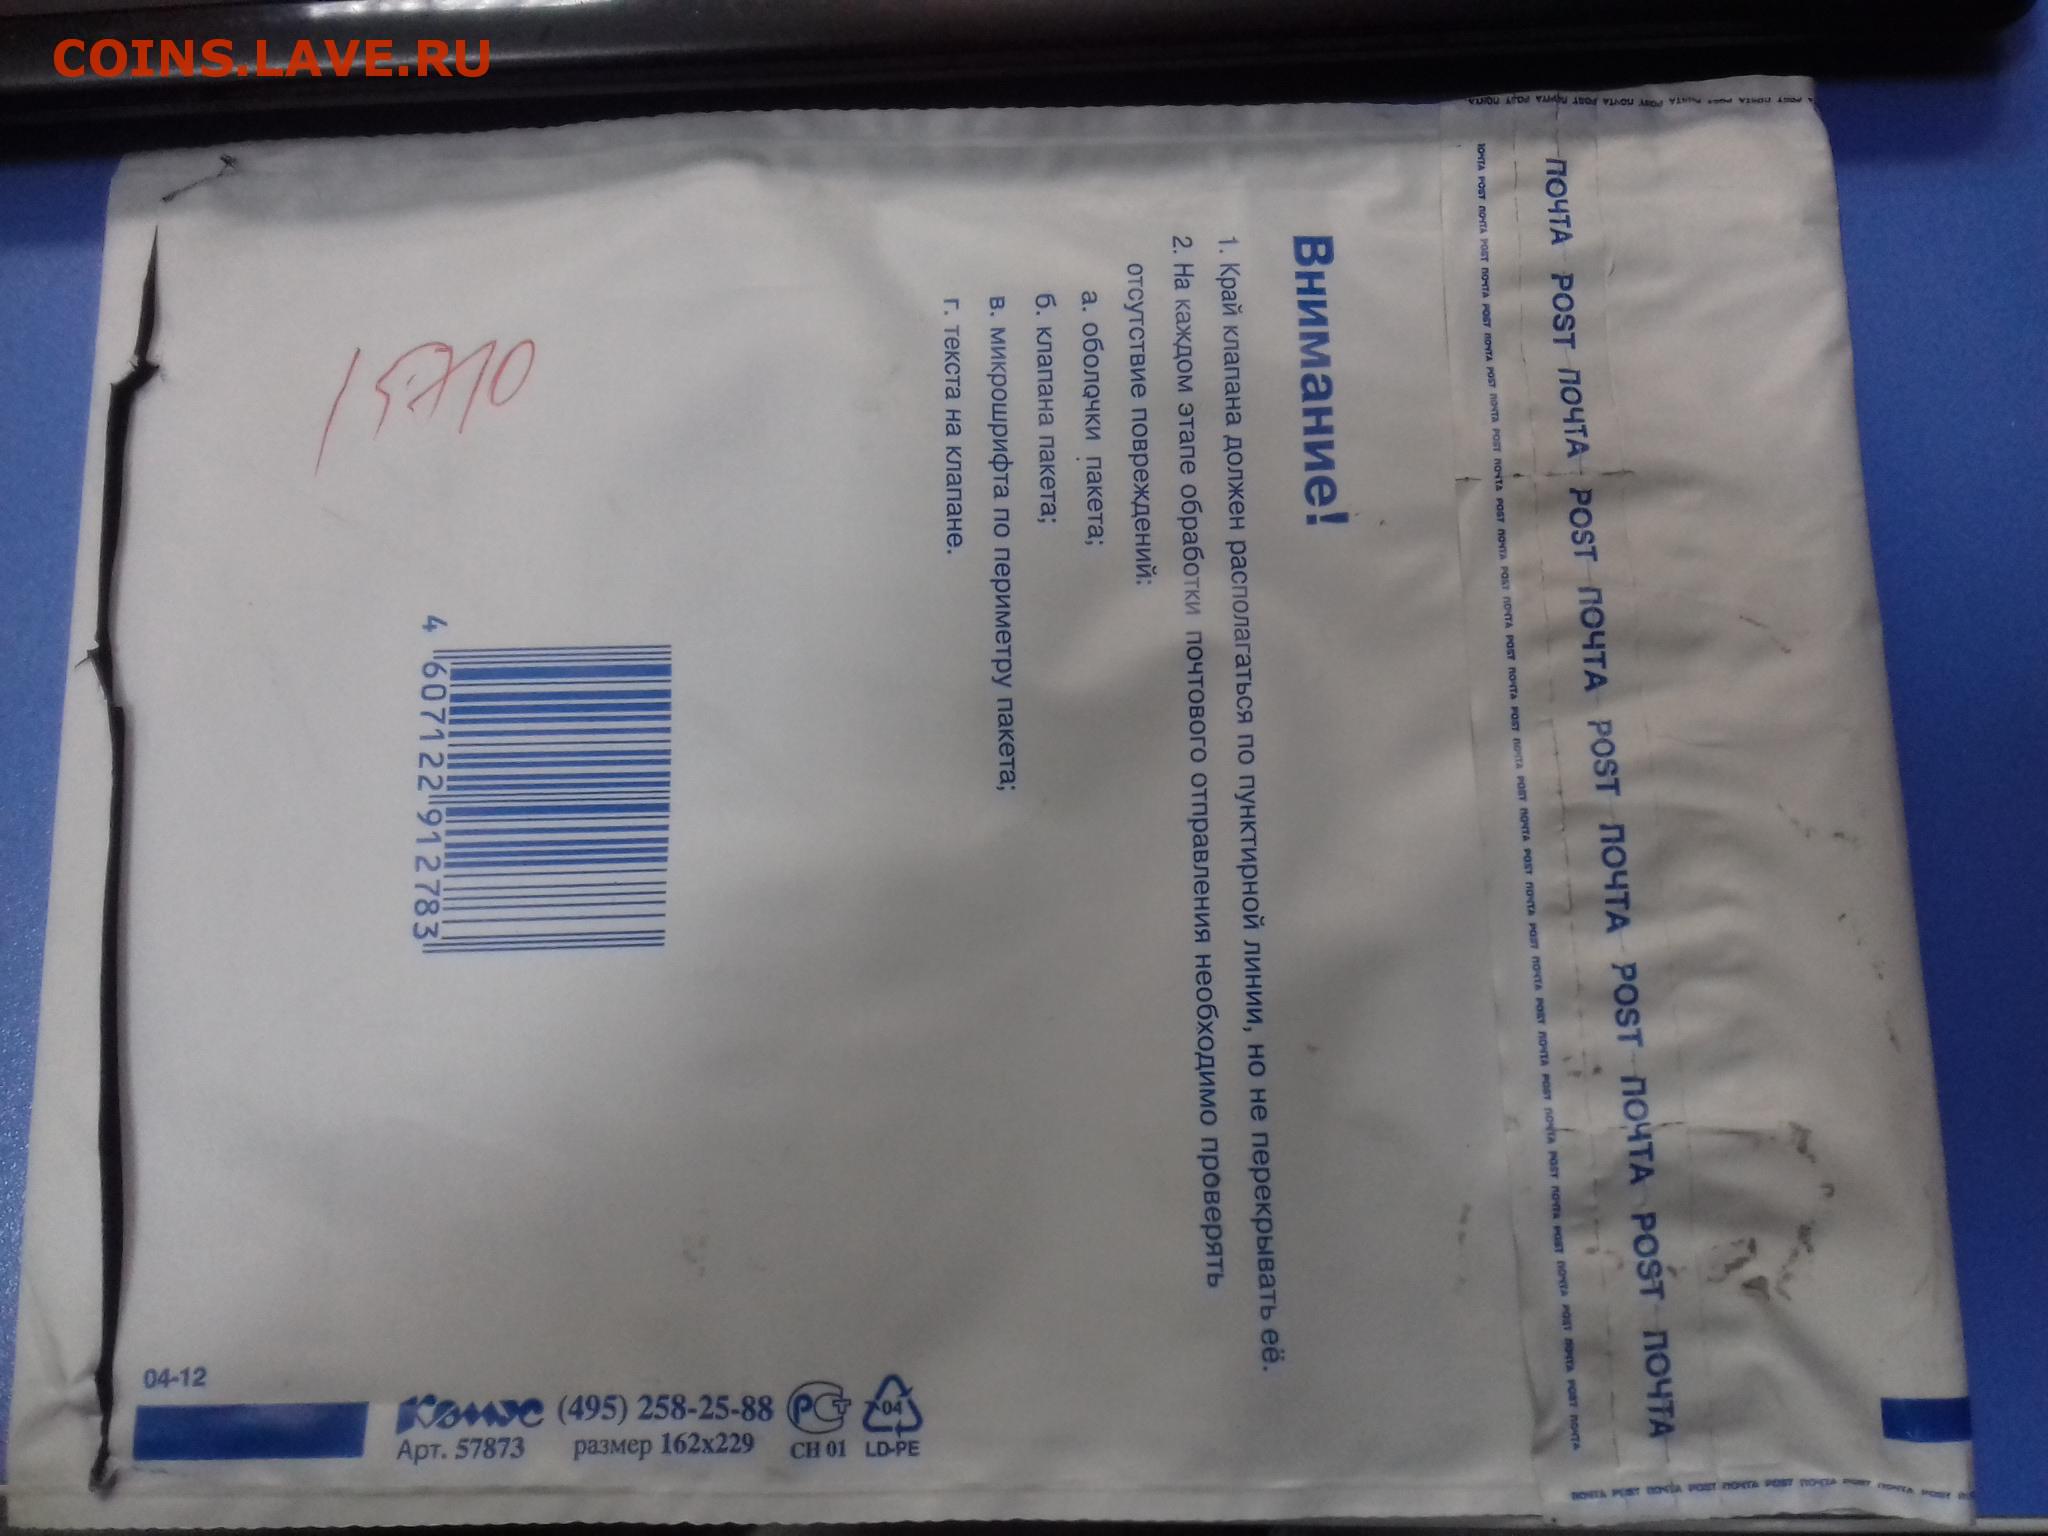 COINS.LAVE.RU
ПОЧТА POST ПОЧТА POST ПОЧТА POST ПОЧТА POST ПОЧТА POST ПОЧТА
Внимание!
1. Край клапана должен располагаться по пунктирной линии, но не перекрывать её.
2. На каждом этапе обработки почтового отправления необходимо проверять
отсутствие повреждений:
а. оболочки пакета;
б. клапана пакета;
в. микрошрифта по периметру пакета;
г. текста на клапане.
4 607122 912783
04-12
Комус (495) 258-25-88
Арт. 57873 размер 162x229
РСТ
СН 01
04
LD-PE